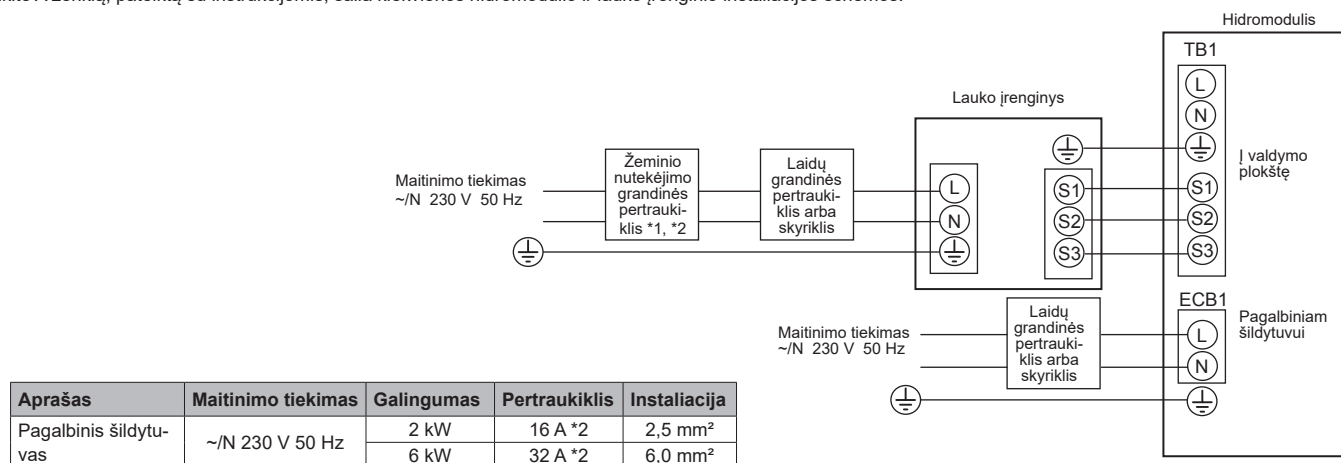 Hidromodulis
TB1
L
N
Lauko įrenginys
Į valdymo
plokštę
Maitinimo tiekimas
~/N 230 V 50 Hz
Žeminio
nutekėjimo
grandinės
pertrauki-
klis *1, *2
Laidų
grandinės
pertrauki-
klis arba
skyriklis
L
N
S1
S2
S3
S1
S2
S3
ECB1
Pagalbiniam
šildytuvui
L
N
Maitinimo tiekimas
~/N 230 V 50 Hz
Laidų
grandinės
pertrauki-
klis arba
skyriklis
Aprašas Maitinimo tiekimas Galingumas Pertraukiklis Instaliacija
Pagalbinis šildytu-
vas
~/N 230 V 50 Hz
2 kW 16 A *2 2,5 mm²
6 kW 32 A *2 6,0 mm²